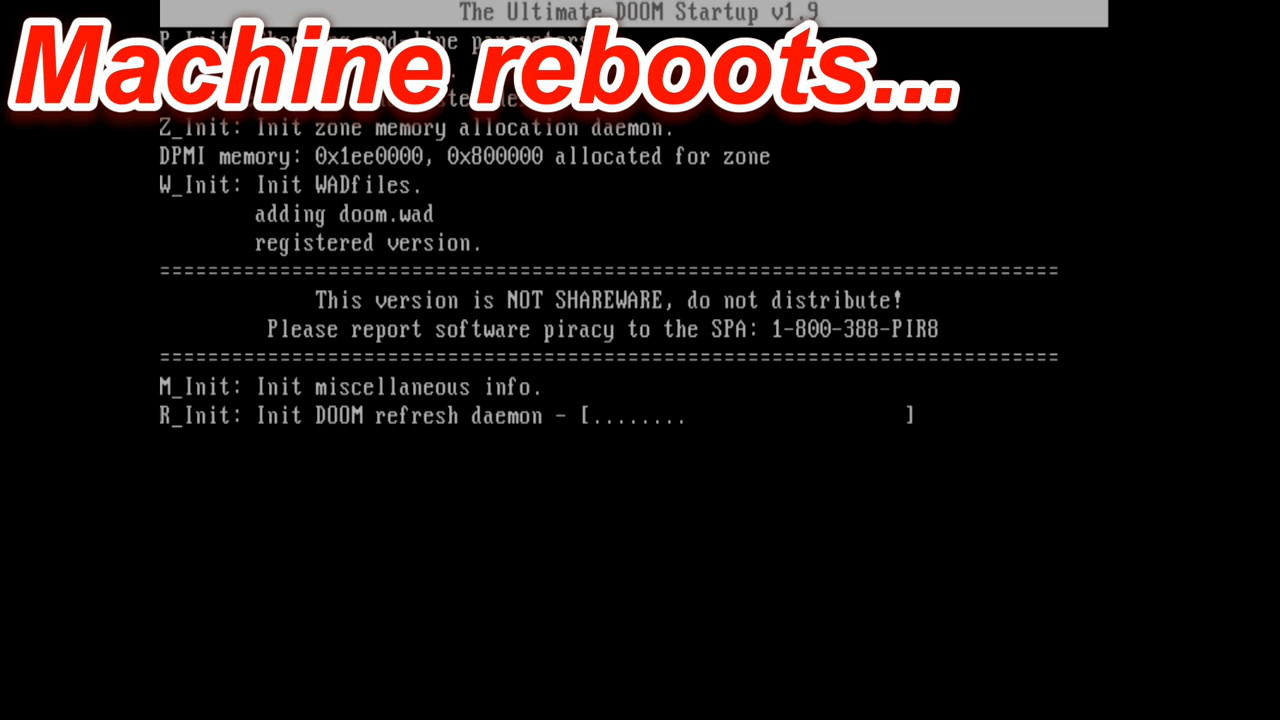 The Ultimate DOOM Startup v1.9
Machine reboots...
Z_Init: Init zone memory allocation daemon.
DPMI memory: 0x1ee0000, 0x800000 allocated for zone
W_Init: Init WADfiles.
adding doom.wad
registered version.
===========================================================================
This version is NOT SHAREWARE, do not distribute!
Please report software piracy to the SPA: 1-800-388-PIR8
===========================================================================
M_Init: Init miscellaneous info.
R_Init: Init DOOM refresh daemon - [........                   ]